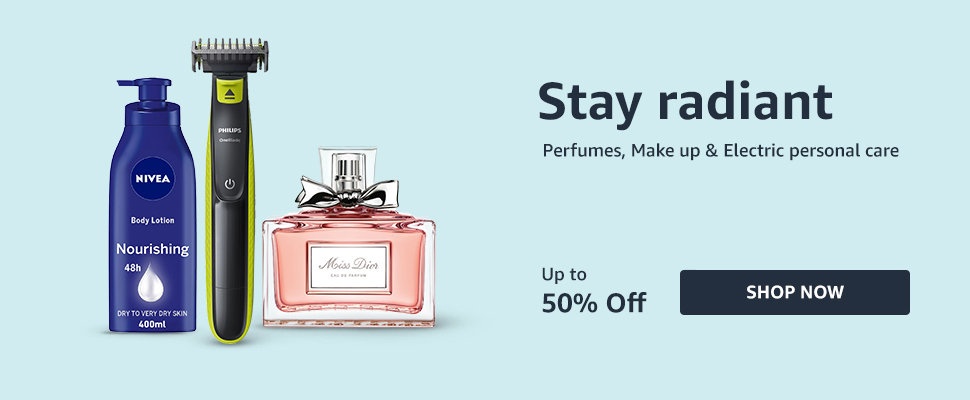 NIVEA
Body Lotion
Nourishing
48h
DRY TO VERY DRY SKIN
400ml
PHILIPS
OneBlade
Miss Dior
EAU DE PARFUM
Stay radiant
Perfumes, Make up & Electric personal care
Up to
50% Off
SHOP NOW